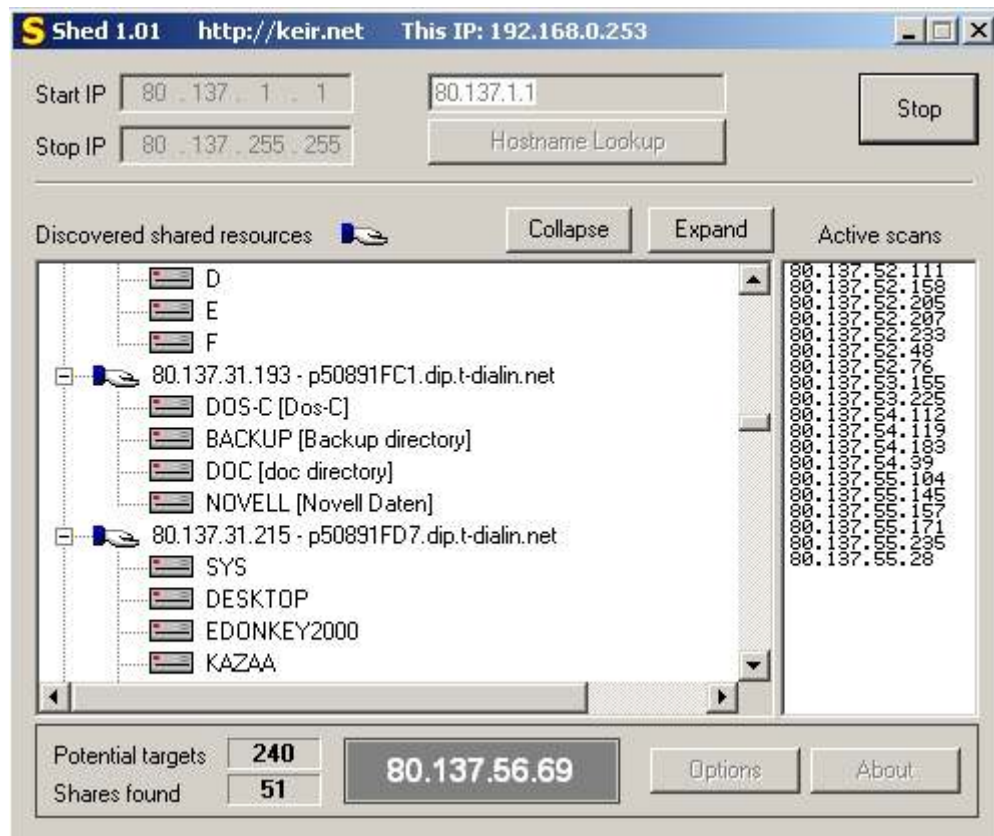 S Shed 1.01 http://keir.net This IP: 192.168.0.253
Start IP 80 . 137 . 1 . 1 80.137.1.1 Stop
Stop IP 80 . 137 . 255 . 255 Hostname Lookup
Discovered shared resources Collapse Expand Active scans
D
E
F
80.137.31.193 - p50891FC1.dip.t-dialin.net
DOS-C [Dos-C]
BACKUP [Backup directory]
DOC [doc directory]
NOVELL [Novell Daten]
80.137.31.215 - p50891FD7.dip.t-dialin.net
SYS
DESKTOP
EDONKEY2000
KAZAA
80.137.52.111
80.137.52.158
80.137.52.205
80.137.52.207
80.137.52.233
80.137.52.48
80.137.52.76
80.137.53.155
80.137.53.225
80.137.54.112
80.137.54.119
80.137.54.183
80.137.54.39
80.137.55.104
80.137.55.145
80.137.55.157
80.137.55.171
80.137.55.235
80.137.55.28
Potential targets 240
Shares found 51
80.137.56.69
Options About